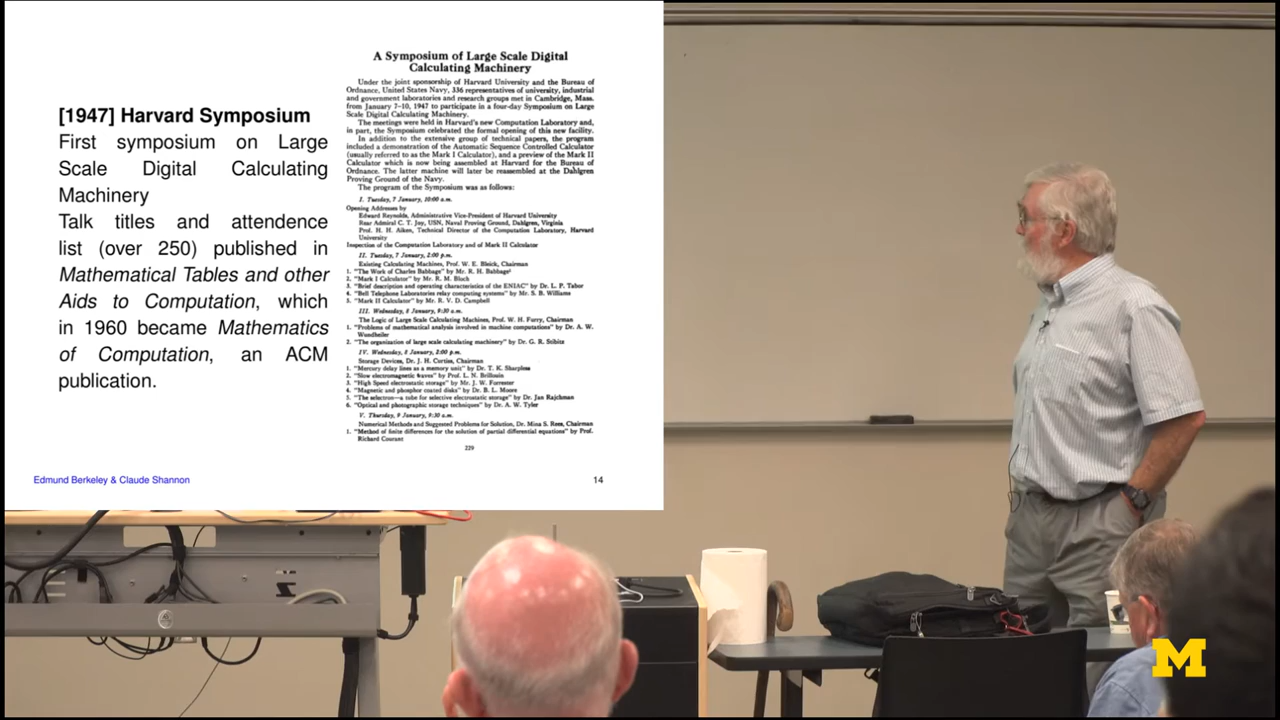 [1947] Harvard Symposium
First symposium on Large
Scale Digital Calculating
Machinery
Talk titles and attendence
list (over 250) published in
Mathematical Tables and other
Aids to Computation, which
in 1960 became Mathematics
of Computation, an ACM
publication.
A Symposium of Large Scale Digital
Calculating Machinery
Under the joint sponsorship of Harvard University and the Bureau of
Ordnance, United States Navy, 336 representatives of university, industrial
and government laboratories and research groups met in Cambridge, Mass.
from January 7-10, 1947 to participate in a four-day Symposium on Large
Scale Digital Calculating Machinery.
The meetings were held in Harvard's new Computation Laboratory and,
in part, the Symposium celebrated the formal opening of this new facility.
In addition to the extensive group of technical papers, the program
included a demonstration of the Automatic Sequence Controlled Calculator
(usually referred to as the Mark I Calculator), and a preview of the Mark II
Calculator which is now being assembled at Harvard for the Bureau of
Ordnance. The latter machine will later be reassembled at the Dahlgren
Proving Ground of the Navy.
The program of the Symposium was as follows:
I. Tuesday, 7 January, 10:00 a.m.
Opening Addresses by
Edward Reynolds, Administrative Vice-President of Harvard University
Rear Admiral C. T. Joy, USN, Naval Proving Ground, Dahlgren, Virginia
Prof. H. H. Aiken, Technical Director of the Computation Laboratory, Harvard
University
Inspection of the Computation Laboratory and of Mark II Calculator
II. Tuesday, 7 January, 2:00 p.m.
Existing Calculating Machines, Prof. W. E. Bleick, Chairman
1. "The Work of Charles Babbage" by Mr. R. H. Babbage¹
2. "Mark I Calculator" by Mr. R. M. Bloch
3. "Brief description and operating characteristics of the ENIAC" by Dr. L. P. Tabor
4. "Bell Telephone Laboratories relay computing systems" by Mr. S. B. Williams
5. "Mark II Calculator" by Mr. R. V. D. Campbell
III. Wednesday, 8 January, 9:30 a.m.
The Logic of Large Scale Calculating Machines, Prof. W. H. Furry, Chairman
1. "Problems of mathematical analysis involved in machine computations" by Dr. A. W.
Wundheiler
2. "The organization of large scale calculating machinery" by Dr. G. R. Stibitz
IV. Wednesday, 8 January, 2:00 p.m.
Storage Devices, Dr. J. H. Curtiss, Chairman
1. "Mercury delay lines as a memory unit" by Dr. T. K. Sharpless
2. "Slow electromagnetic waves" by Prof. L. N. Brillouin
3. "High Speed electrostatic storage" by Mr. J. W. Forrester
4. "Magnetic and phosphor coated disks" by Dr. B. L. Moore
5. "The selectron—a tube for selective electrostatic storage" by Dr. Jan Rajchman
6. "Optical and photographic storage techniques" by Dr. A. W. Tyler
V. Thursday, 9 January, 9:30 a.m.
Numerical Methods and Suggested Problems for Solution, Dr. Mina S. Rees, Chairman
1. "Method of finite differences for the solution of partial differential equations" by Prof.
Richard Courant
229
Edmund Berkeley & Claude Shannon
14
M